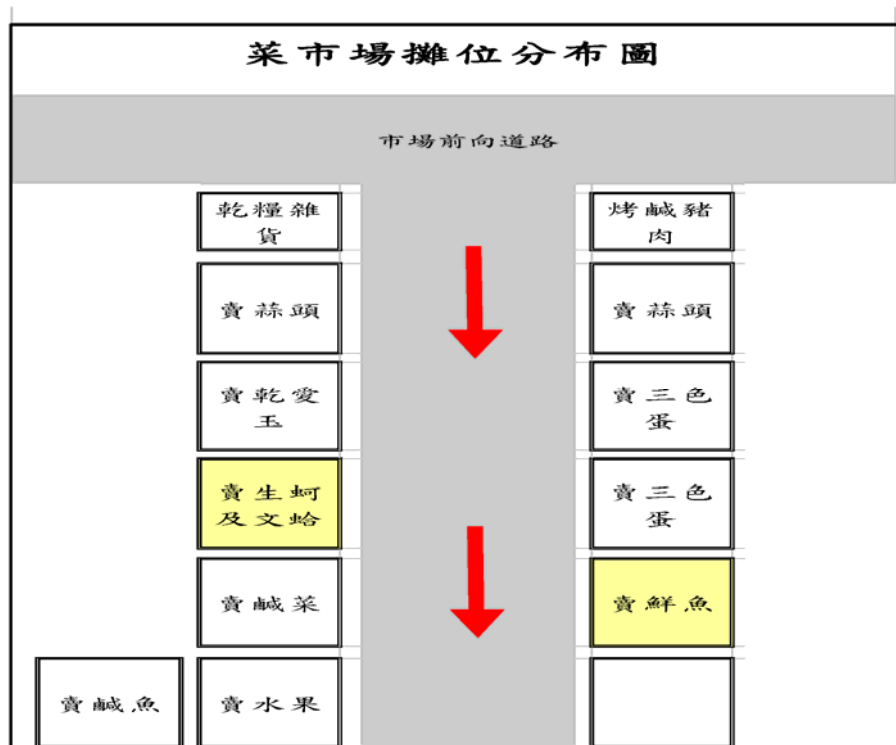 菜市場攤位分布圖
市場前向道路
乾糧雜
貨
烤鹹豬
肉
賣蒜頭
賣蒜頭
賣乾愛
玉
賣三色
蛋
賣生蚵
及文蛤
賣三色
蛋
賣鹹菜
賣鮮魚
賣鹹魚
賣水果